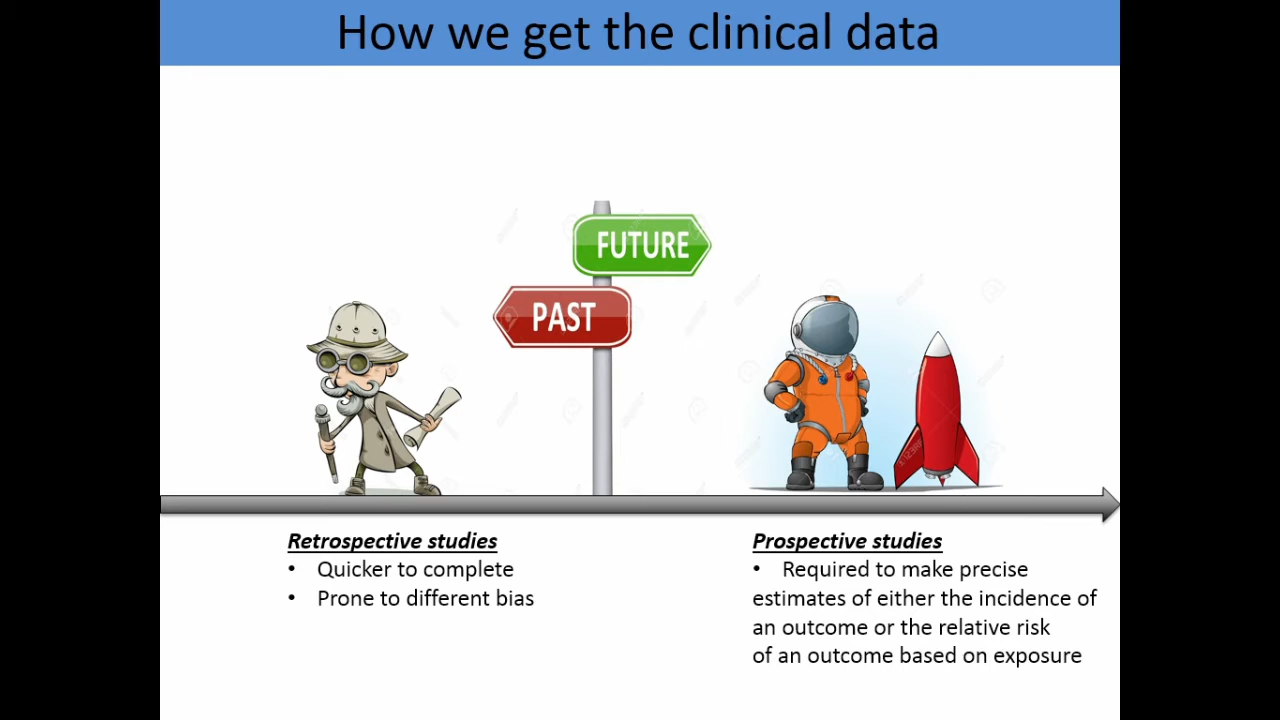 How we get the clinical data
FUTURE
PAST
Retrospective studies
• Quicker to complete
• Prone to different bias
Prospective studies
• Required to make precise
estimates of either the incidence of
an outcome or the relative risk
of an outcome based on exposure